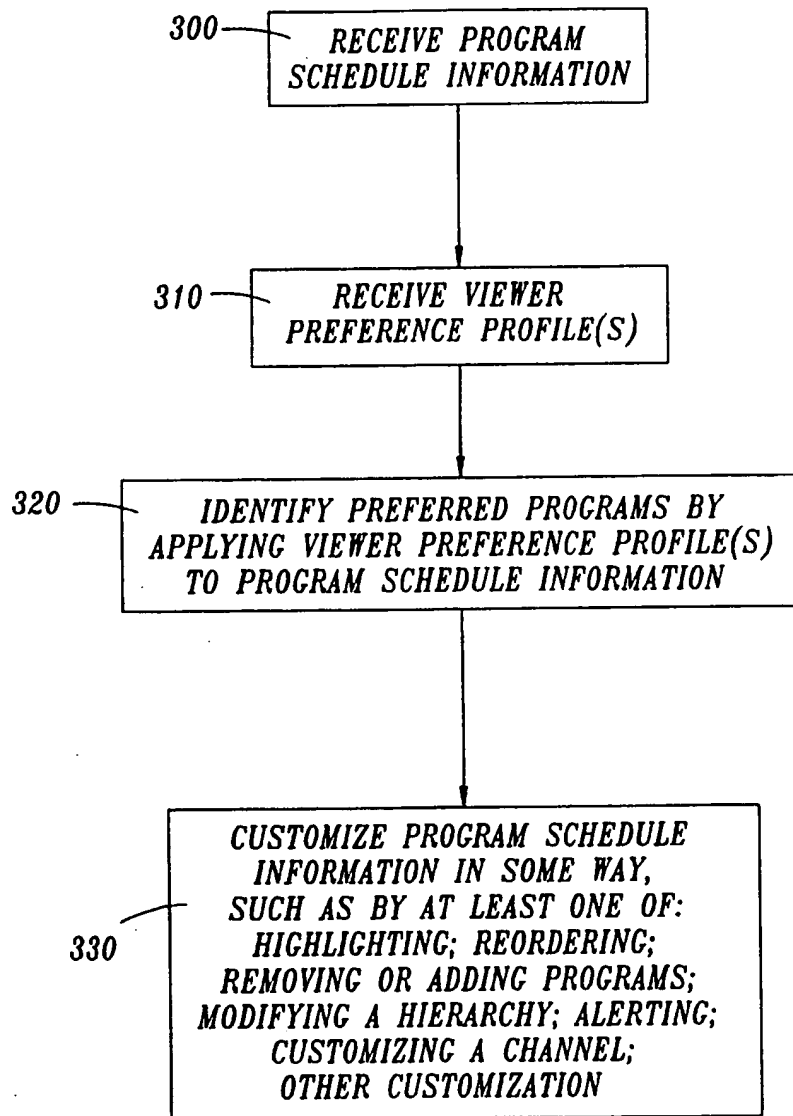 300
RECEIVE PROGRAM
SCHEDULE INFORMATION
310
RECEIVE VIEWER
PREFERENCE PROFILE(S)
320
IDENTIFY PREFERRED PROGRAMS BY
APPLYING VIEWER PREFERENCE PROFILE(S)
TO PROGRAM SCHEDULE INFORMATION
330
CUSTOMIZE PROGRAM SCHEDULE
INFORMATION IN SOME WAY,
SUCH AS BY AT LEAST ONE OF:
HIGHLIGHTING; REORDERING;
REMOVING OR ADDING PROGRAMS;
MODIFYING A HIERARCHY; ALERTING;
CUSTOMIZING A CHANNEL;
OTHER CUSTOMIZATION